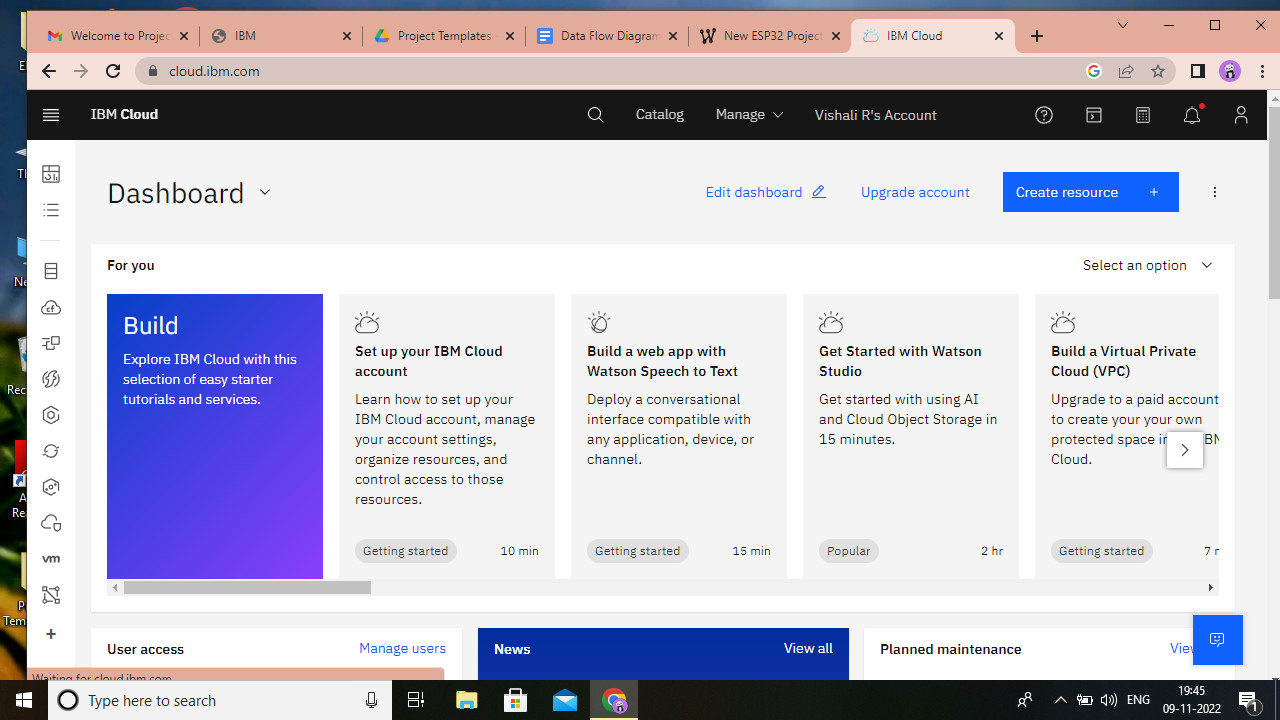 Welcome to Projec
IBM
Project Templates
Data Flow Diagram
New ESP32 Project
IBM Cloud
cloud.ibm.com
IBM Cloud
Catalog
Manage
Vishali R's Account
Dashboard
Edit dashboard
Upgrade account
Create resource
For you
Select an option
Build
Explore IBM Cloud with this
selection of easy starter
tutorials and services.
Set up your IBM Cloud
account
Learn how to set up your
IBM Cloud account, manage
your account settings,
organize resources, and
control access to those
resources.
Getting started
10 min
Build a web app with
Watson Speech to Text
Deploy a conversational
interface compatible with
any application, device, or
channel.
Getting started
15 min
Get Started with Watson
Studio
Get started with using AI
and Cloud Object Storage in
15 minutes.
Popular
2 hr
Build a Virtual Private
Cloud (VPC)
Upgrade to a paid account
to create your your own
protected space in
Cloud.
Getting started
vm
User access
Manage users
News
View all
Planned maintenance
Waiting for cloud.ibm.com
Type here to search
ENG
19:45
09-11-2022
1